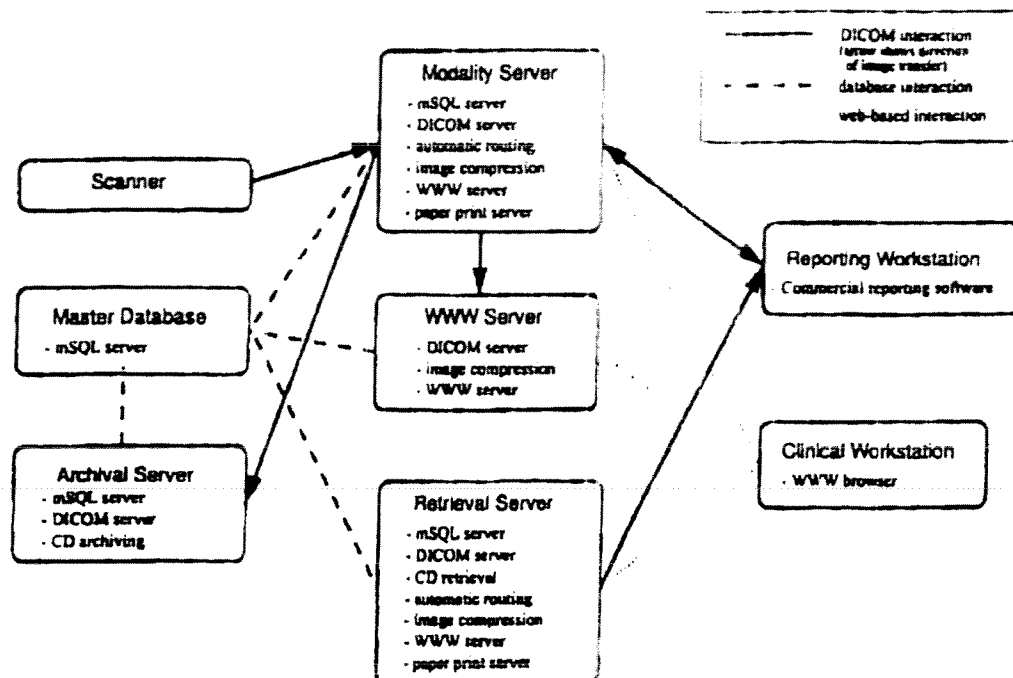 Modality Server
- mSQL server
- DICOM server
- automatic routing
- image compression
- WWW server
- paper print server
DICOM interaction
(arrow shows direction
of image transfer)
database interaction
web-based interaction
Scanner
Master Database
- mSQL server
WWW Server
- DICOM server
- image compression
- WWW server
Reporting Workstation
- Commercial reporting software
Archival Server
- mSQL server
- DICOM server
- CD archiving
Retrieval Server
- mSQL server
- DICOM server
- CD retrieval
- automatic routing
- image compression
- WWW server
- paper print server
Clinical Workstation
- WWW browser